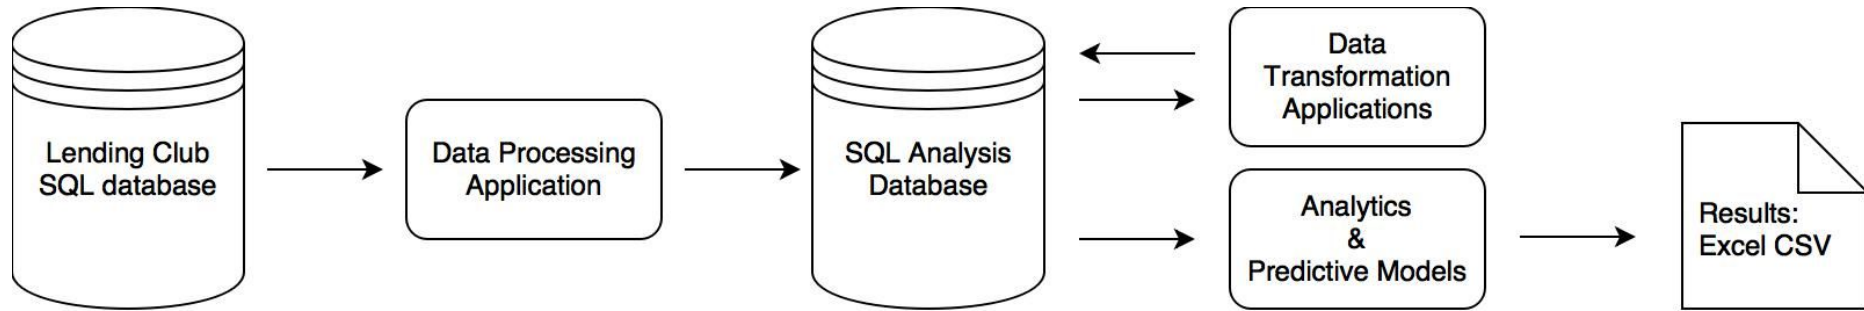 Lending Club
SQL database
Data Processing
Application
SQL Analysis
Database
Data
Transformation
Applications
Analytics
&
Predictive Models
Results:
Excel CSV